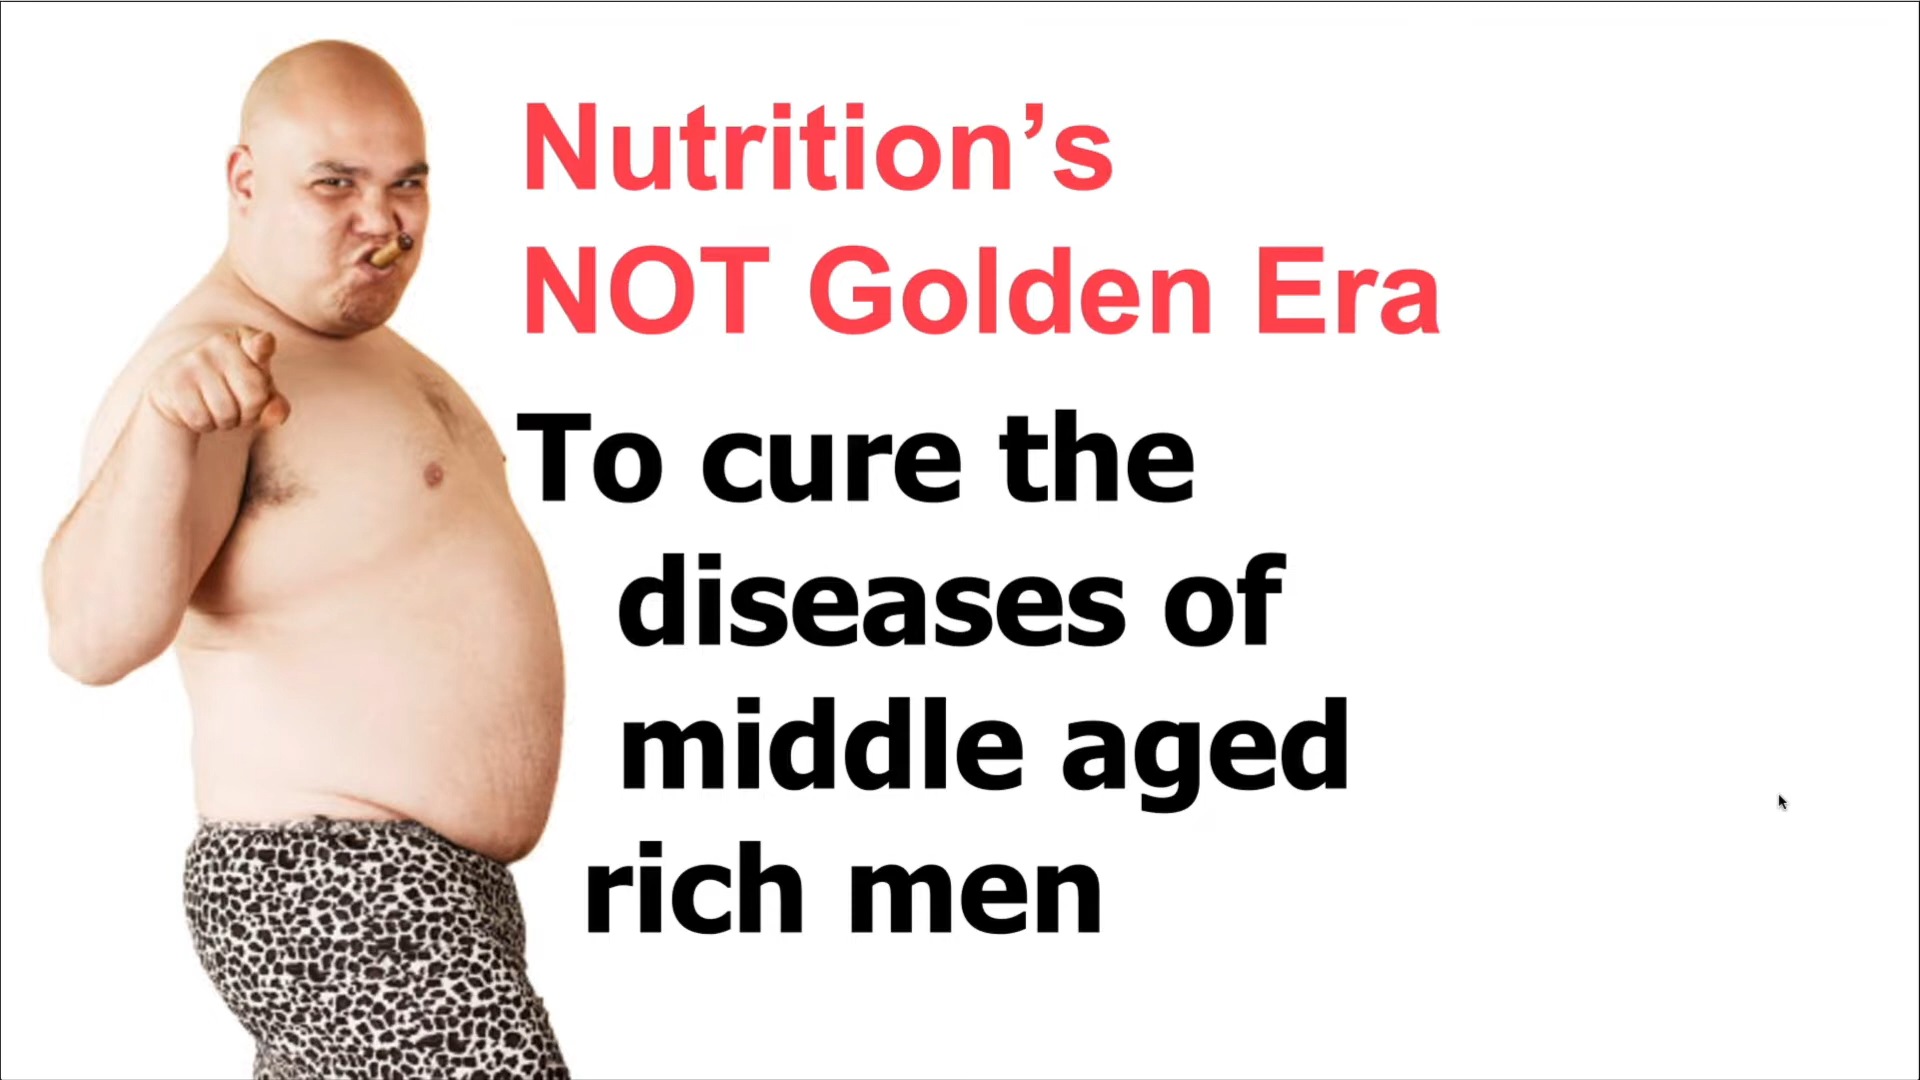 Nutrition’s
NOT Golden Era
To cure the
diseases of
middle aged
rich men